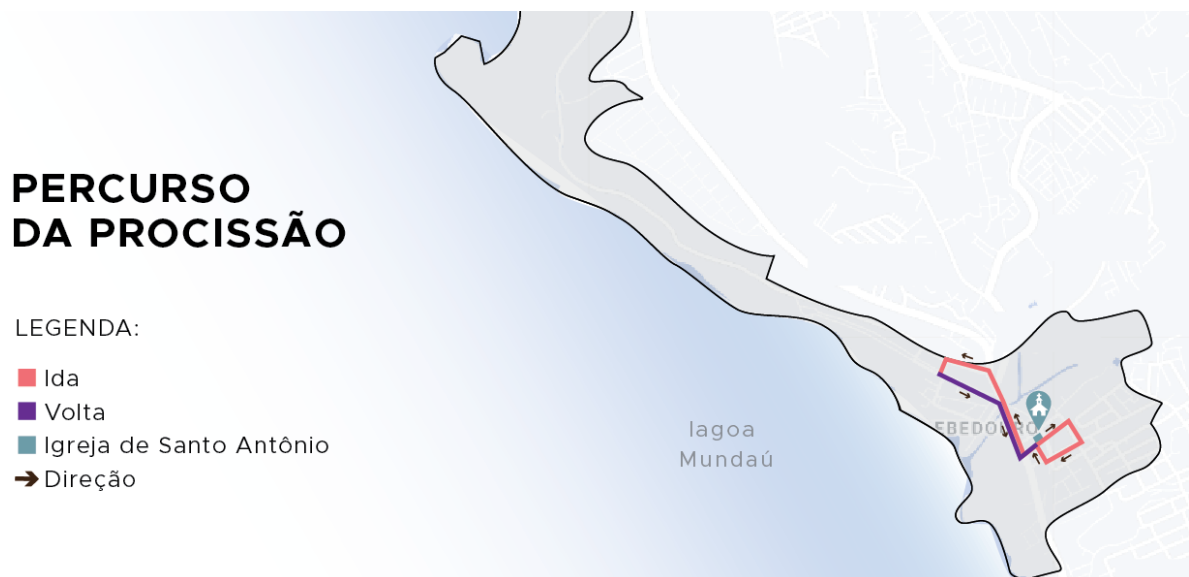 PERCURSO
DA PROCISSÃO
LEGENDA:
Ida
Volta
Igreja de Santo Antônio
Direção
lagoa
Mundaú
EBEDOURO